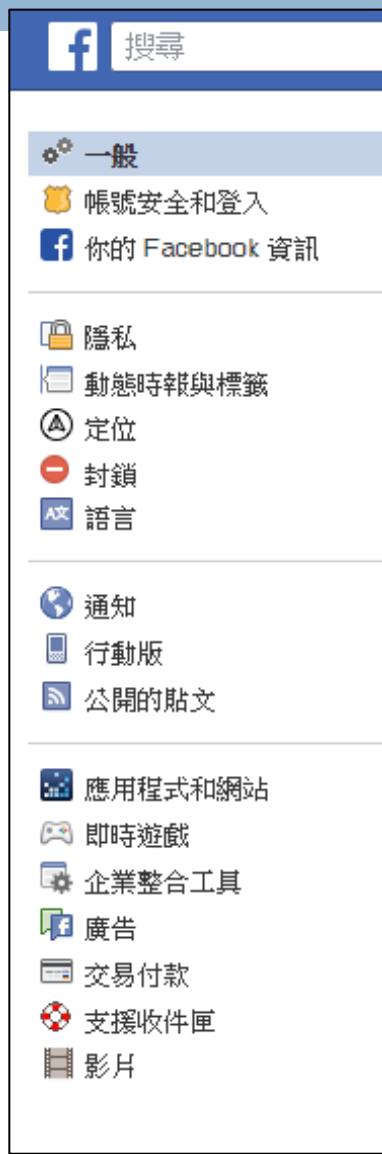 搜尋
一般
帳號安全和登入
你的 Facebook 資訊
隱私
動態時報與標籤
定位
封鎖
語言
通知
行動版
公開的貼文
應用程式和網站
即時遊戲
企業整合工具
廣告
交易付款
支援收件匣
影片